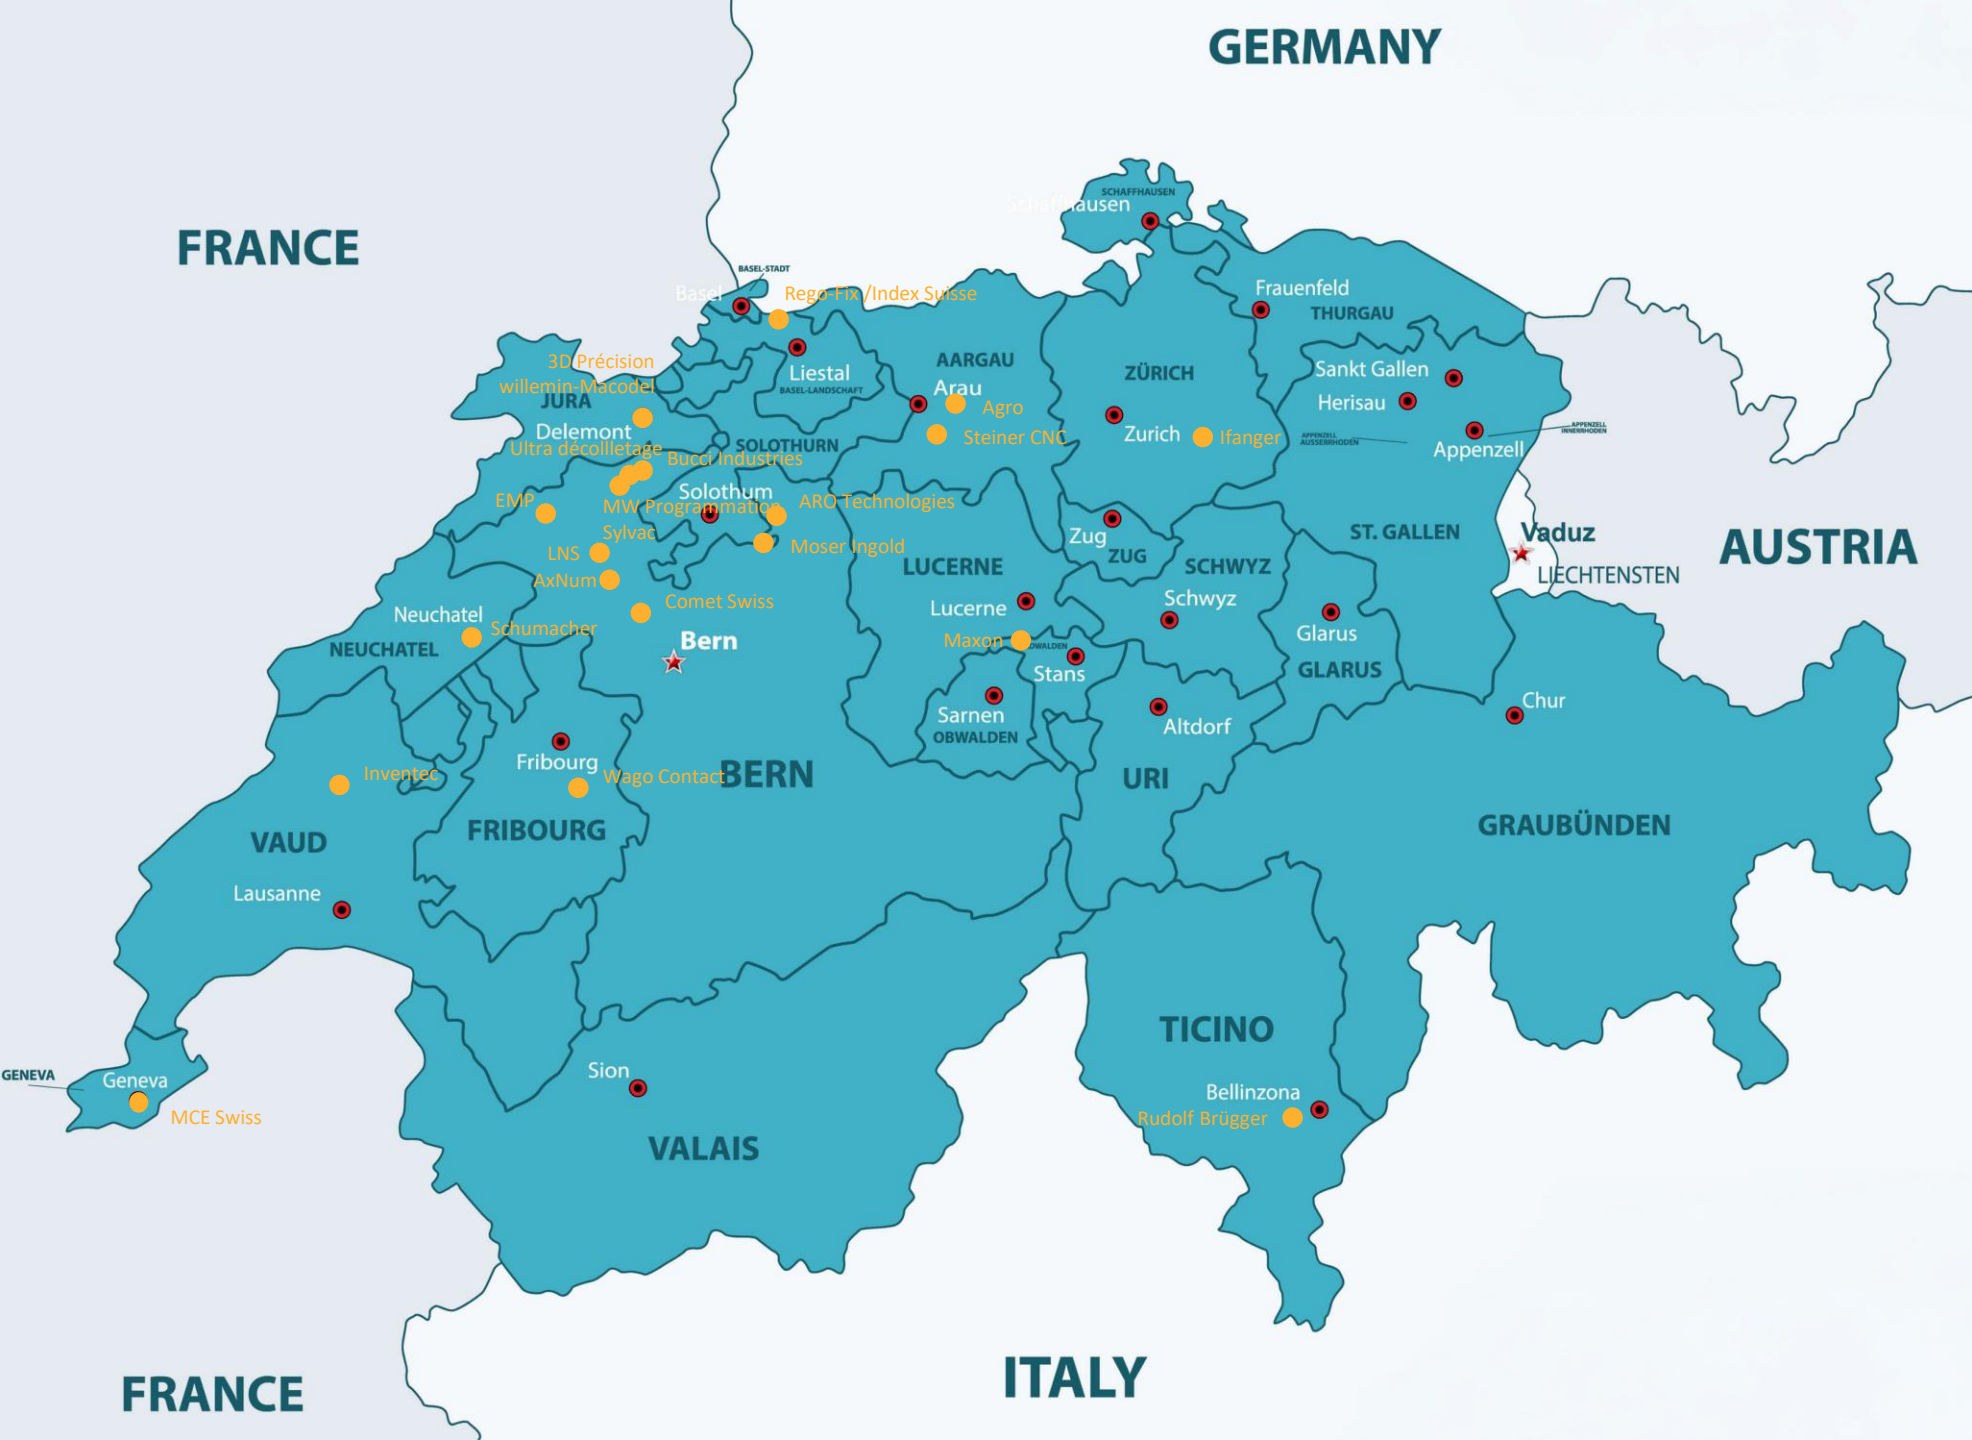 GERMANY
SCHAFFHAUSEN
Schaffhausen
FRANCE
BASEL-STADT
Basel
Rego-Fix /Index Suisse
Frauenfeld
THURGAU
3D Précision
willemin-Macodel
JURA
Delemont
Liestal
BASEL-LANDSCHAFT
AARGAU
Arau
Agro
Steiner CNC
ZÜRICH
Zurich
Ifanger
Sankt Gallen
Herisau
APPENZELL
AUSSERRHODEN
APPENZELL
INNERRHODEN
Appenzell
SOLOTHURN
Ultra décollletage
Bucci Industries
Solothum
EMP
MW Programmation
ARO Technologies
Sylvac
LNS
Moser Ingold
AxNum
Comet Swiss
LUCERNE
Lucerne
Zug
ZUG
SCHWYZ
Schwyz
ST. GALLEN
Vaduz
LIECHTENSTEN
AUSTRIA
Neuchatel
Schumacher
NEUCHATEL
Bern
Maxon
DWALDEN
Stans
Glarus
GLARUS
Sarnen
OBWALDEN
Altdorf
Chur
Inventec
Fribourg
Wago Contact
BERN
URI
VAUD
FRIBOURG
GRAUBÜNDEN
Lausanne
TICINO
GENEVA
Geneva
MCE Swiss
Sion
VALAIS
Bellinzona
Rudolf Brügger
FRANCE
ITALY